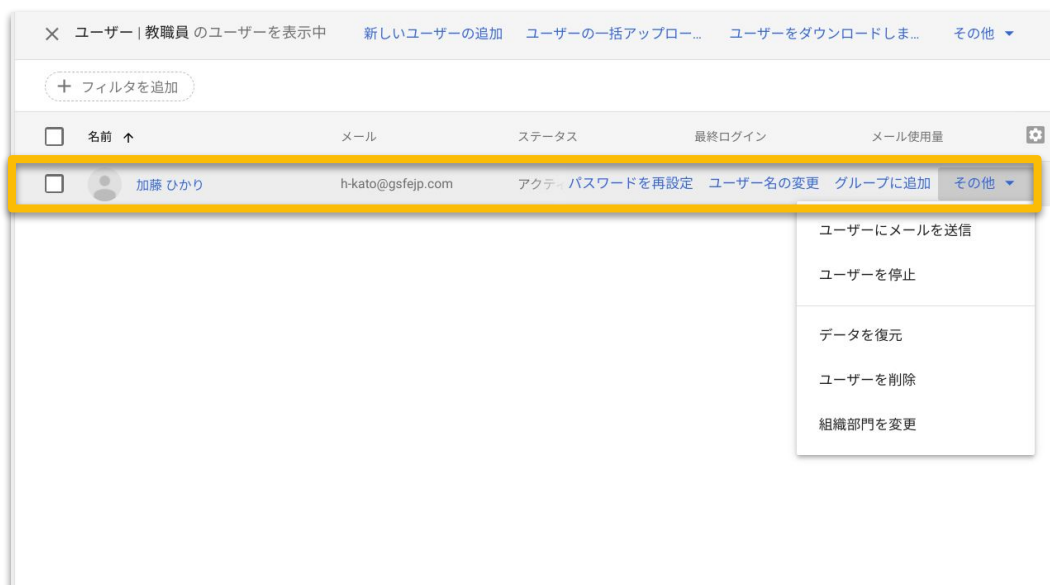 ユーザー | 教職員 のユーザーを表示中 新しいユーザーの追加 ユーザーの一括アップロー... ユーザーをダウンロードしま... その他
フィルタを追加
名前 メール ステータス 最終ログイン メール使用量
加藤 ひかり h-kato@gsfejp.com アクティ パスワードを再設定 ユーザー名の変更 グループに追加 その他
ユーザーにメールを送信
ユーザーを停止
データを復元
ユーザーを削除
組織部門を変更